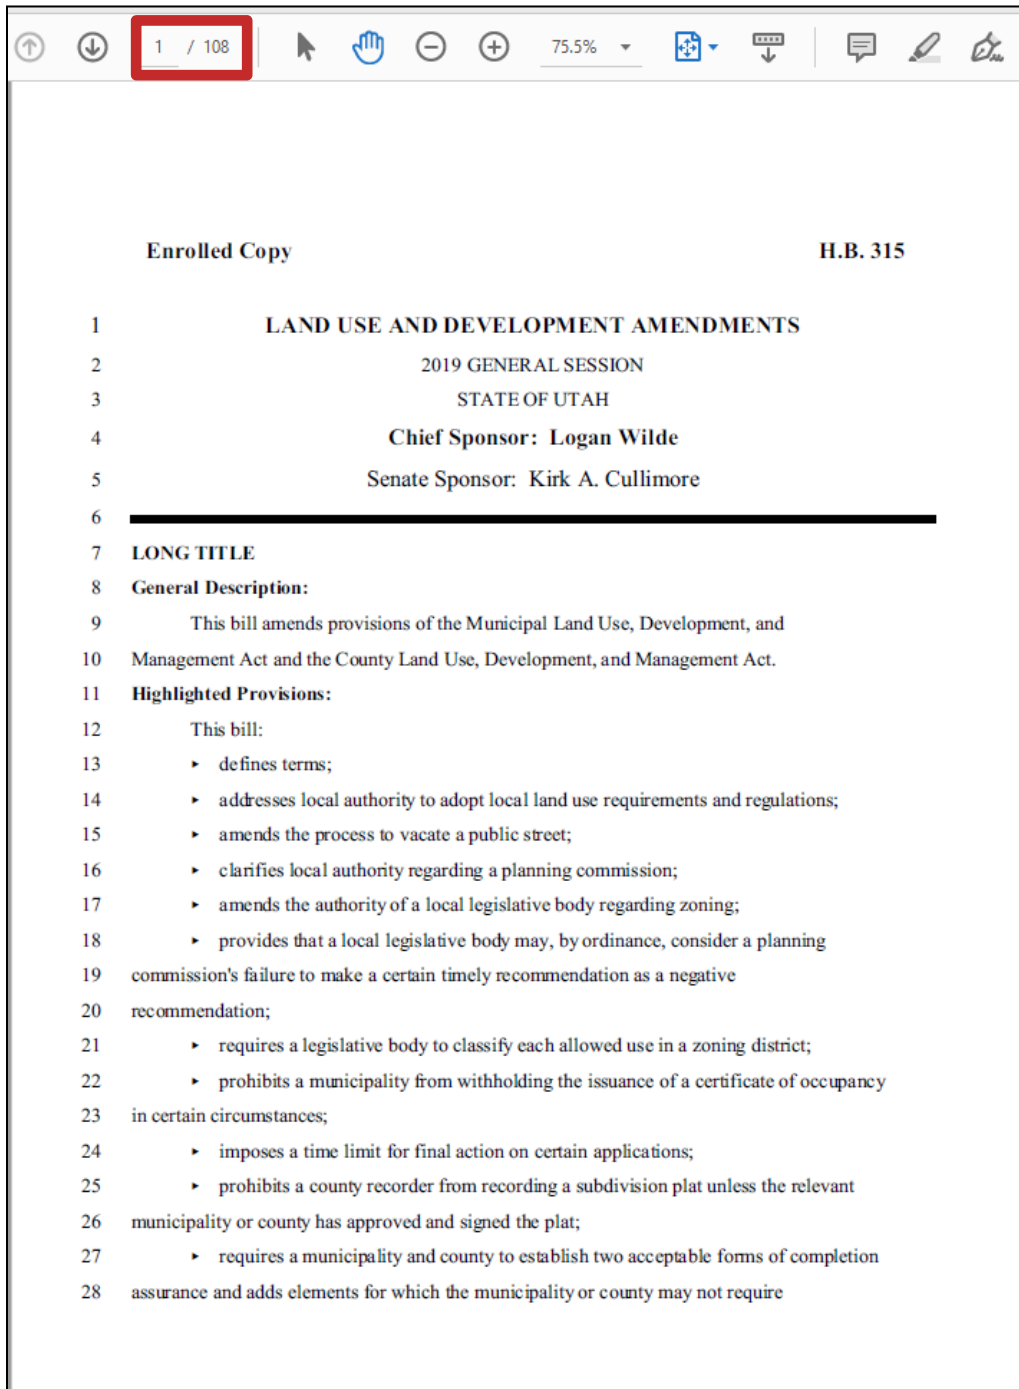 1 / 108 75.5%
Enrolled Copy H.B. 315
1 LAND USE AND DEVELOPMENT AMENDMENTS
2 2019 GENERAL SESSION
3 STATE OF UTAH
4 Chief Sponsor: Logan Wilde
5 Senate Sponsor: Kirk A. Cullimore
6
7 LONG TITLE
8 General Description:
9 This bill amends provisions of the Municipal Land Use, Development, and
10 Management Act and the County Land Use, Development, and Management Act.
11 Highlighted Provisions:
12 This bill:
13 ▸ defines terms;
14 ▸ addresses local authority to adopt local land use requirements and regulations;
15 ▸ amends the process to vacate a public street;
16 ▸ clarifies local authority regarding a planning commission;
17 ▸ amends the authority of a local legislative body regarding zoning;
18 ▸ provides that a local legislative body may, by ordinance, consider a planning
19 commission's failure to make a certain timely recommendation as a negative
20 recommendation;
21 ▸ requires a legislative body to classify each allowed use in a zoning district;
22 ▸ prohibits a municipality from withholding the issuance of a certificate of occupancy
23 in certain circumstances;
24 ▸ imposes a time limit for final action on certain applications;
25 ▸ prohibits a county recorder from recording a subdivision plat unless the relevant
26 municipality or county has approved and signed the plat;
27 ▸ requires a municipality and county to establish two acceptable forms of completion
28 assurance and adds elements for which the municipality or county may not require